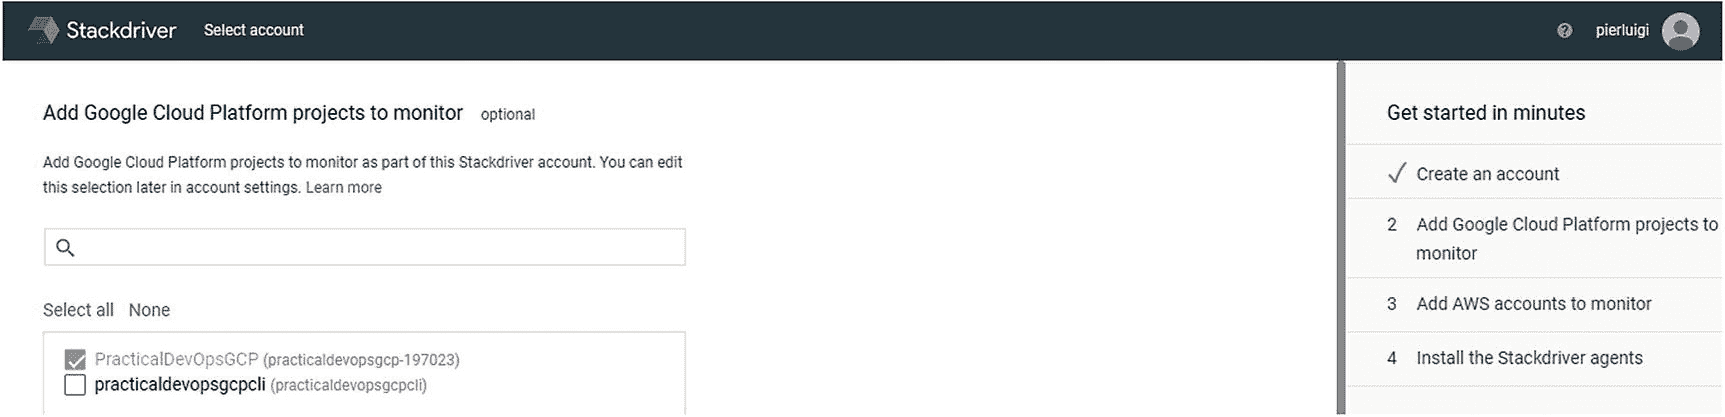 Stackdriver Select account ? pierluigi
Add Google Cloud Platform projects to monitor optional
Add Google Cloud Platform projects to monitor as part of this Stackdriver account. You can edit
this selection later in account settings. Learn more
Select all None
PracticalDevOpsGCP (practicaldevopsgcp-197023)
practicaldevopsgcpcli (practicaldevopsgcpcli)
Get started in minutes
Create an account
2 Add Google Cloud Platform projects to
monitor
3 Add AWS accounts to monitor
4 Install the Stackdriver agents